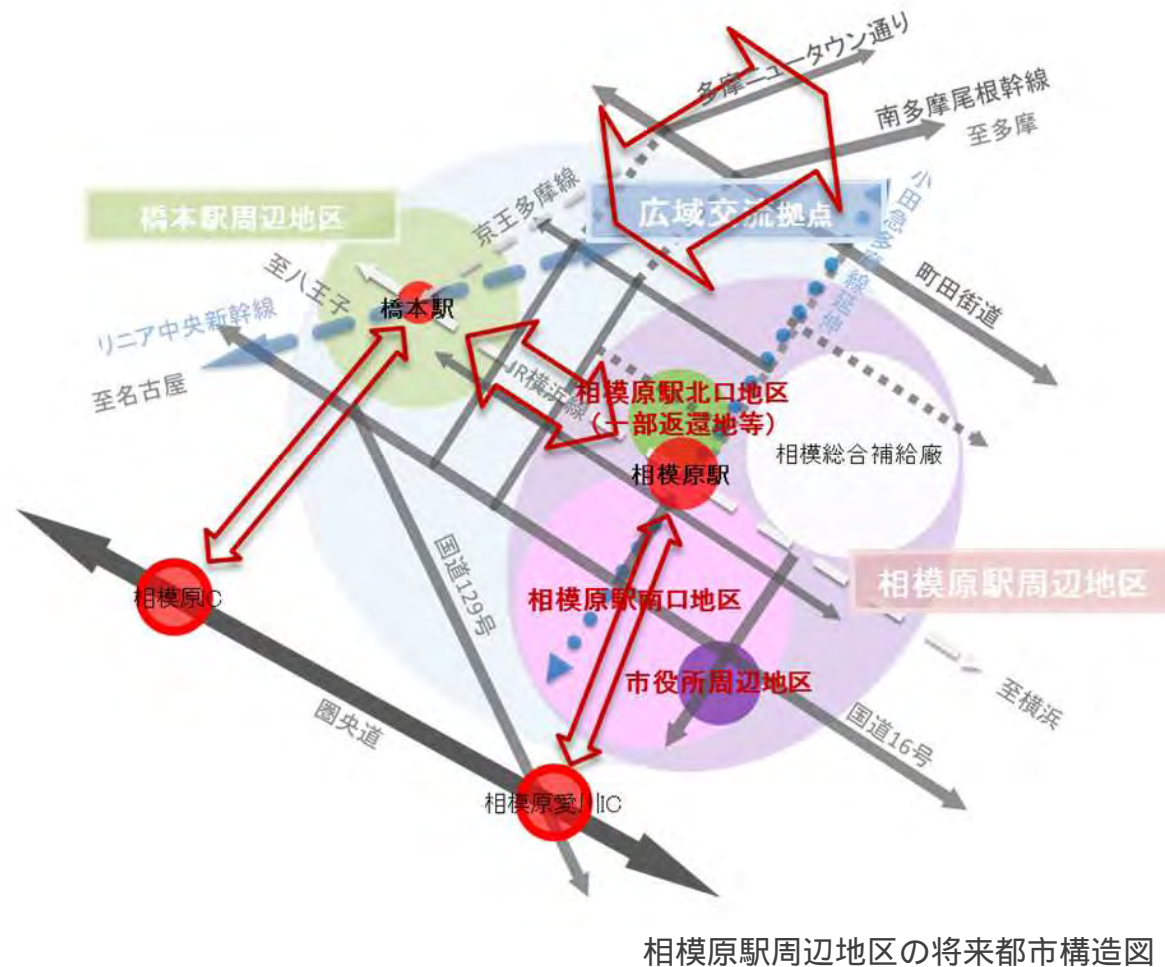 多摩ニュータウン通り
南多摩尾根幹線
至多摩
橋本駅周辺地区
京王多摩線
広域交流拠点
小田急多摩線延伸
至八王子
橋本駅
リニア中央新幹線
町田街道
至名古屋
JR横浜線
相模原駅北口地区
(一部返還地等)
相模総合補給廠
相模原駅
国道129号
相模原IC
相模原駅周辺地区
相模原駅南口地区
市役所周辺地区
至横浜
圏央道
国道16号
相模原愛川IC
相模原駅周辺地区の将来都市構造図